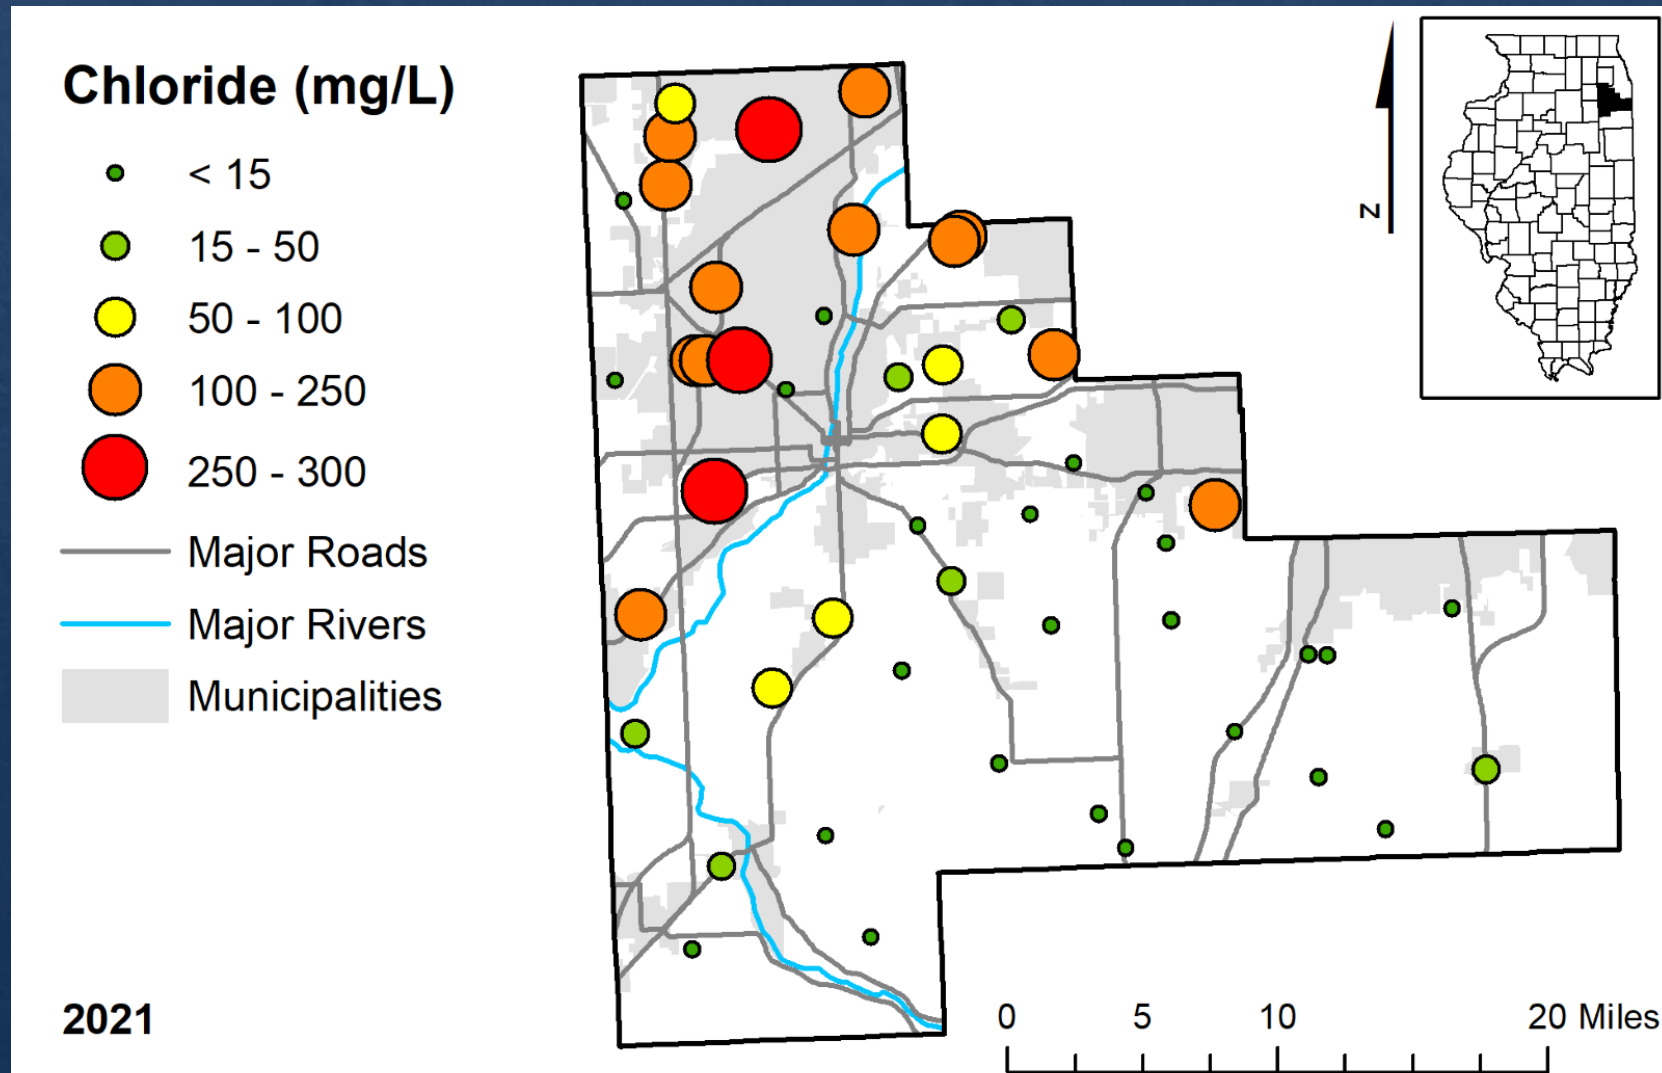 Chloride (mg/L)
< 15
15 - 50
50 - 100
100 - 250
250 - 300
Major Roads
Major Rivers
Municipalities
2021
N
0 5 10 20 Miles